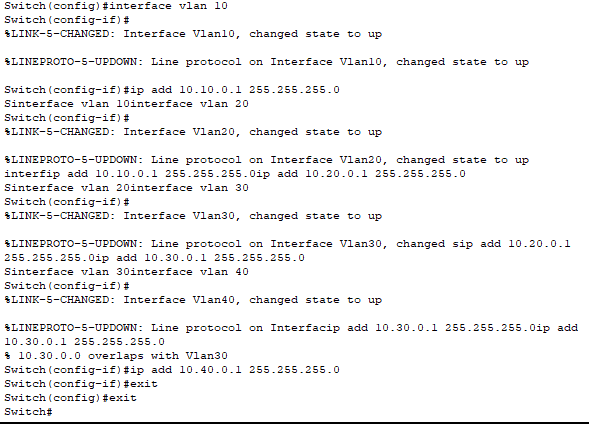 Switch(config)#interface vlan 10
Switch(config-if)#
%LINK-5-CHANGED: Interface Vlan10, changed state to up

%LINEPROTO-5-UPDOWN: Line protocol on Interface Vlan10, changed state to up

Switch(config-if)#ip add 10.10.0.1 255.255.255.0
Sinterface vlan 10interface vlan 20
Switch(config-if)#
%LINK-5-CHANGED: Interface Vlan20, changed state to up

%LINEPROTO-5-UPDOWN: Line protocol on Interface Vlan20, changed state to up
interfip add 10.10.0.1 255.255.255.0ip add 10.20.0.1 255.255.255.0
Sinterface vlan 20interface vlan 30
Switch(config-if)#
%LINK-5-CHANGED: Interface Vlan30, changed state to up

%LINEPROTO-5-UPDOWN: Line protocol on Interface Vlan30, changed sip add 10.20.0.1
255.255.255.0ip add 10.30.0.1 255.255.255.0
Sinterface vlan 30interface vlan 40
Switch(config-if)#
%LINK-5-CHANGED: Interface Vlan40, changed state to up

%LINEPROTO-5-UPDOWN: Line protocol on Interfacip add 10.30.0.1 255.255.255.0ip add
10.30.0.1 255.255.255.0
% 10.30.0.0 overlaps with Vlan30
Switch(config-if)#ip add 10.40.0.1 255.255.255.0
Switch(config-if)#exit
Switch(config)#exit
Switch#